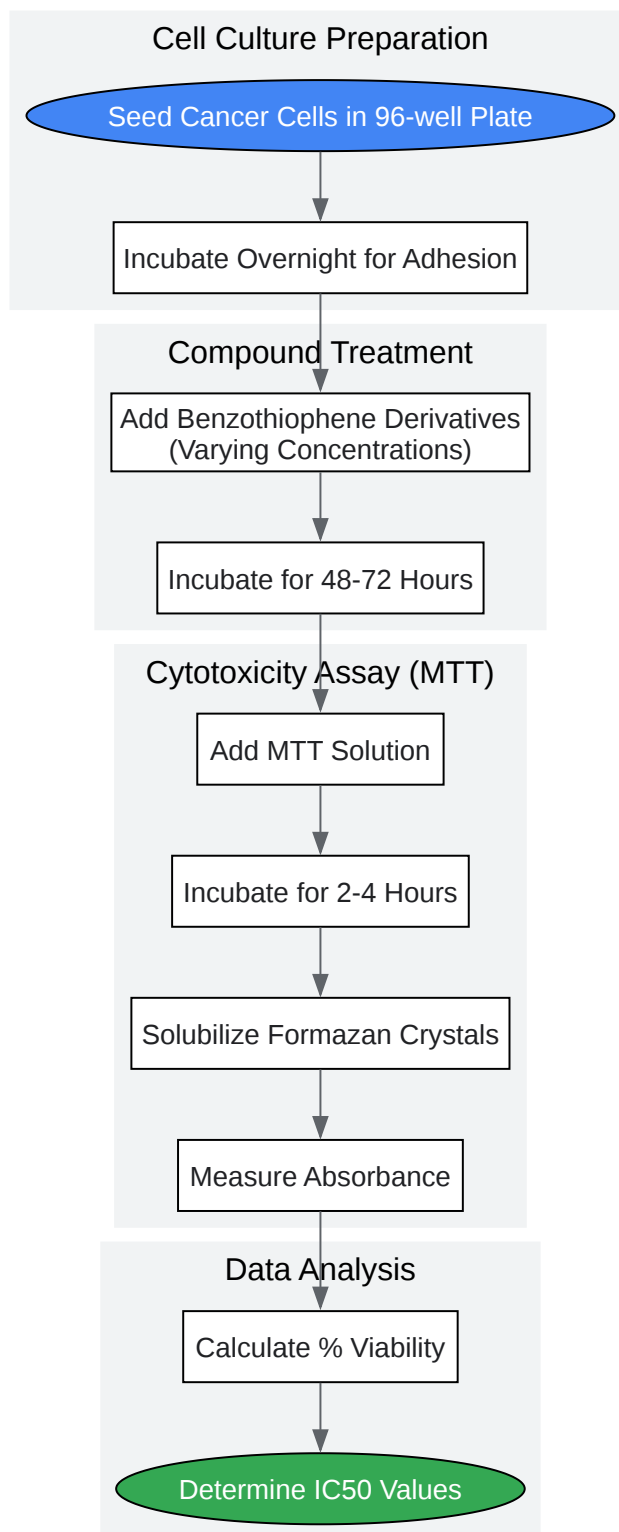 Cell Culture Preparation
Seed Cancer Cells in 96-well Plate
Incubate Overnight for Adhesion
Compound Treatment
Add Benzothiophene Derivatives
(Varying Concentrations)
Incubate for 48-72 Hours
Cytotoxicity Assay (MTT)
Add MTT Solution
Incubate for 2-4 Hours
Solubilize Formazan Crystals
Measure Absorbance
Data Analysis
Calculate % Viability
Determine IC50 Values